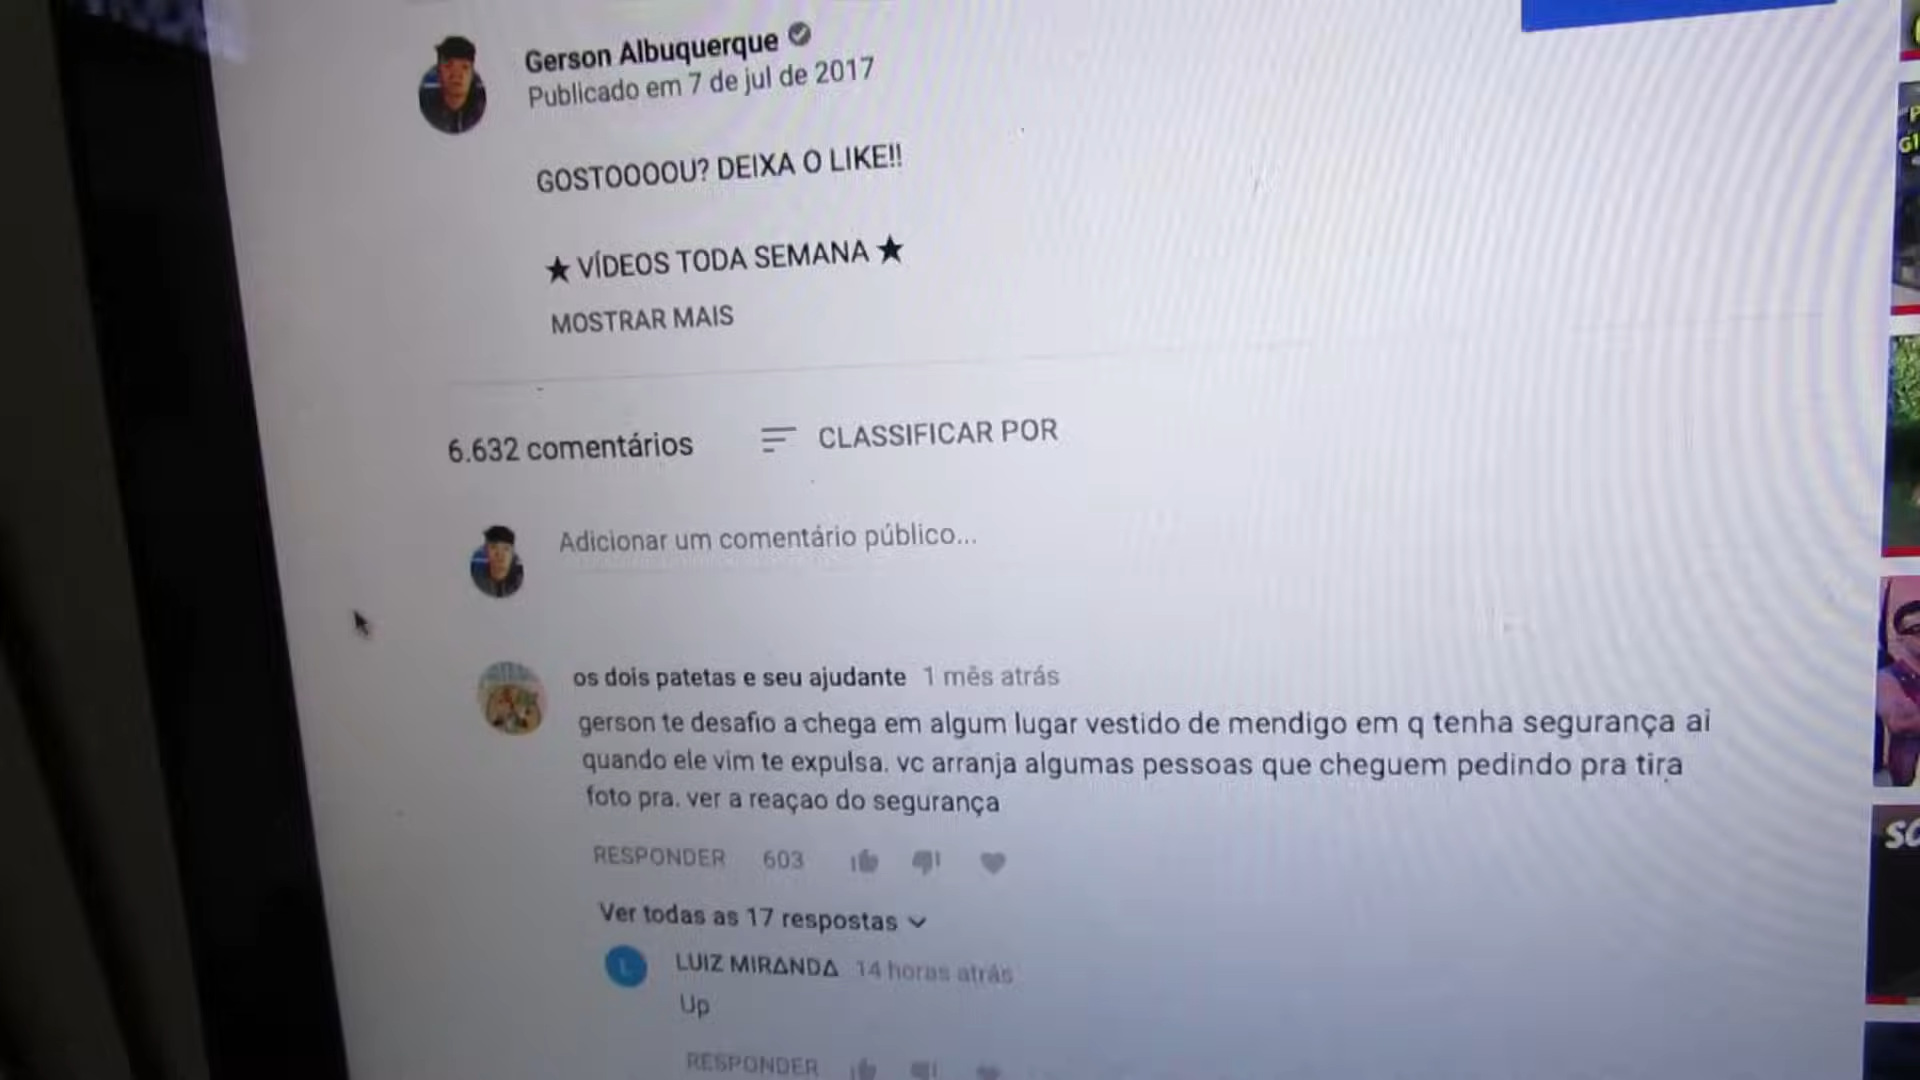 Gerson Albuquerque
Publicado em 7 de jul de 2017
GOSTOOOOU? DEIXA O LIKE!!
★ VÍDEOS TODA SEMANA ★
MOSTRAR MAIS
6.632 comentários CLASSIFICAR POR
Adicionar um comentário público...
os dois patetas e seu ajudante 1 mês atrás
gerson te desafio a chega em algum lugar vestido de mendigo em q tenha segurança ai
quando ele vim te expulsa. vc arranja algumas pessoas que cheguem pedindo pra tira
foto pra. ver a reaçao do segurança
RESPONDER 603
Ver todas as 17 respostas
L LUIZ MIRΔNDΔ 14 horas atrás
Up
RESPONDER